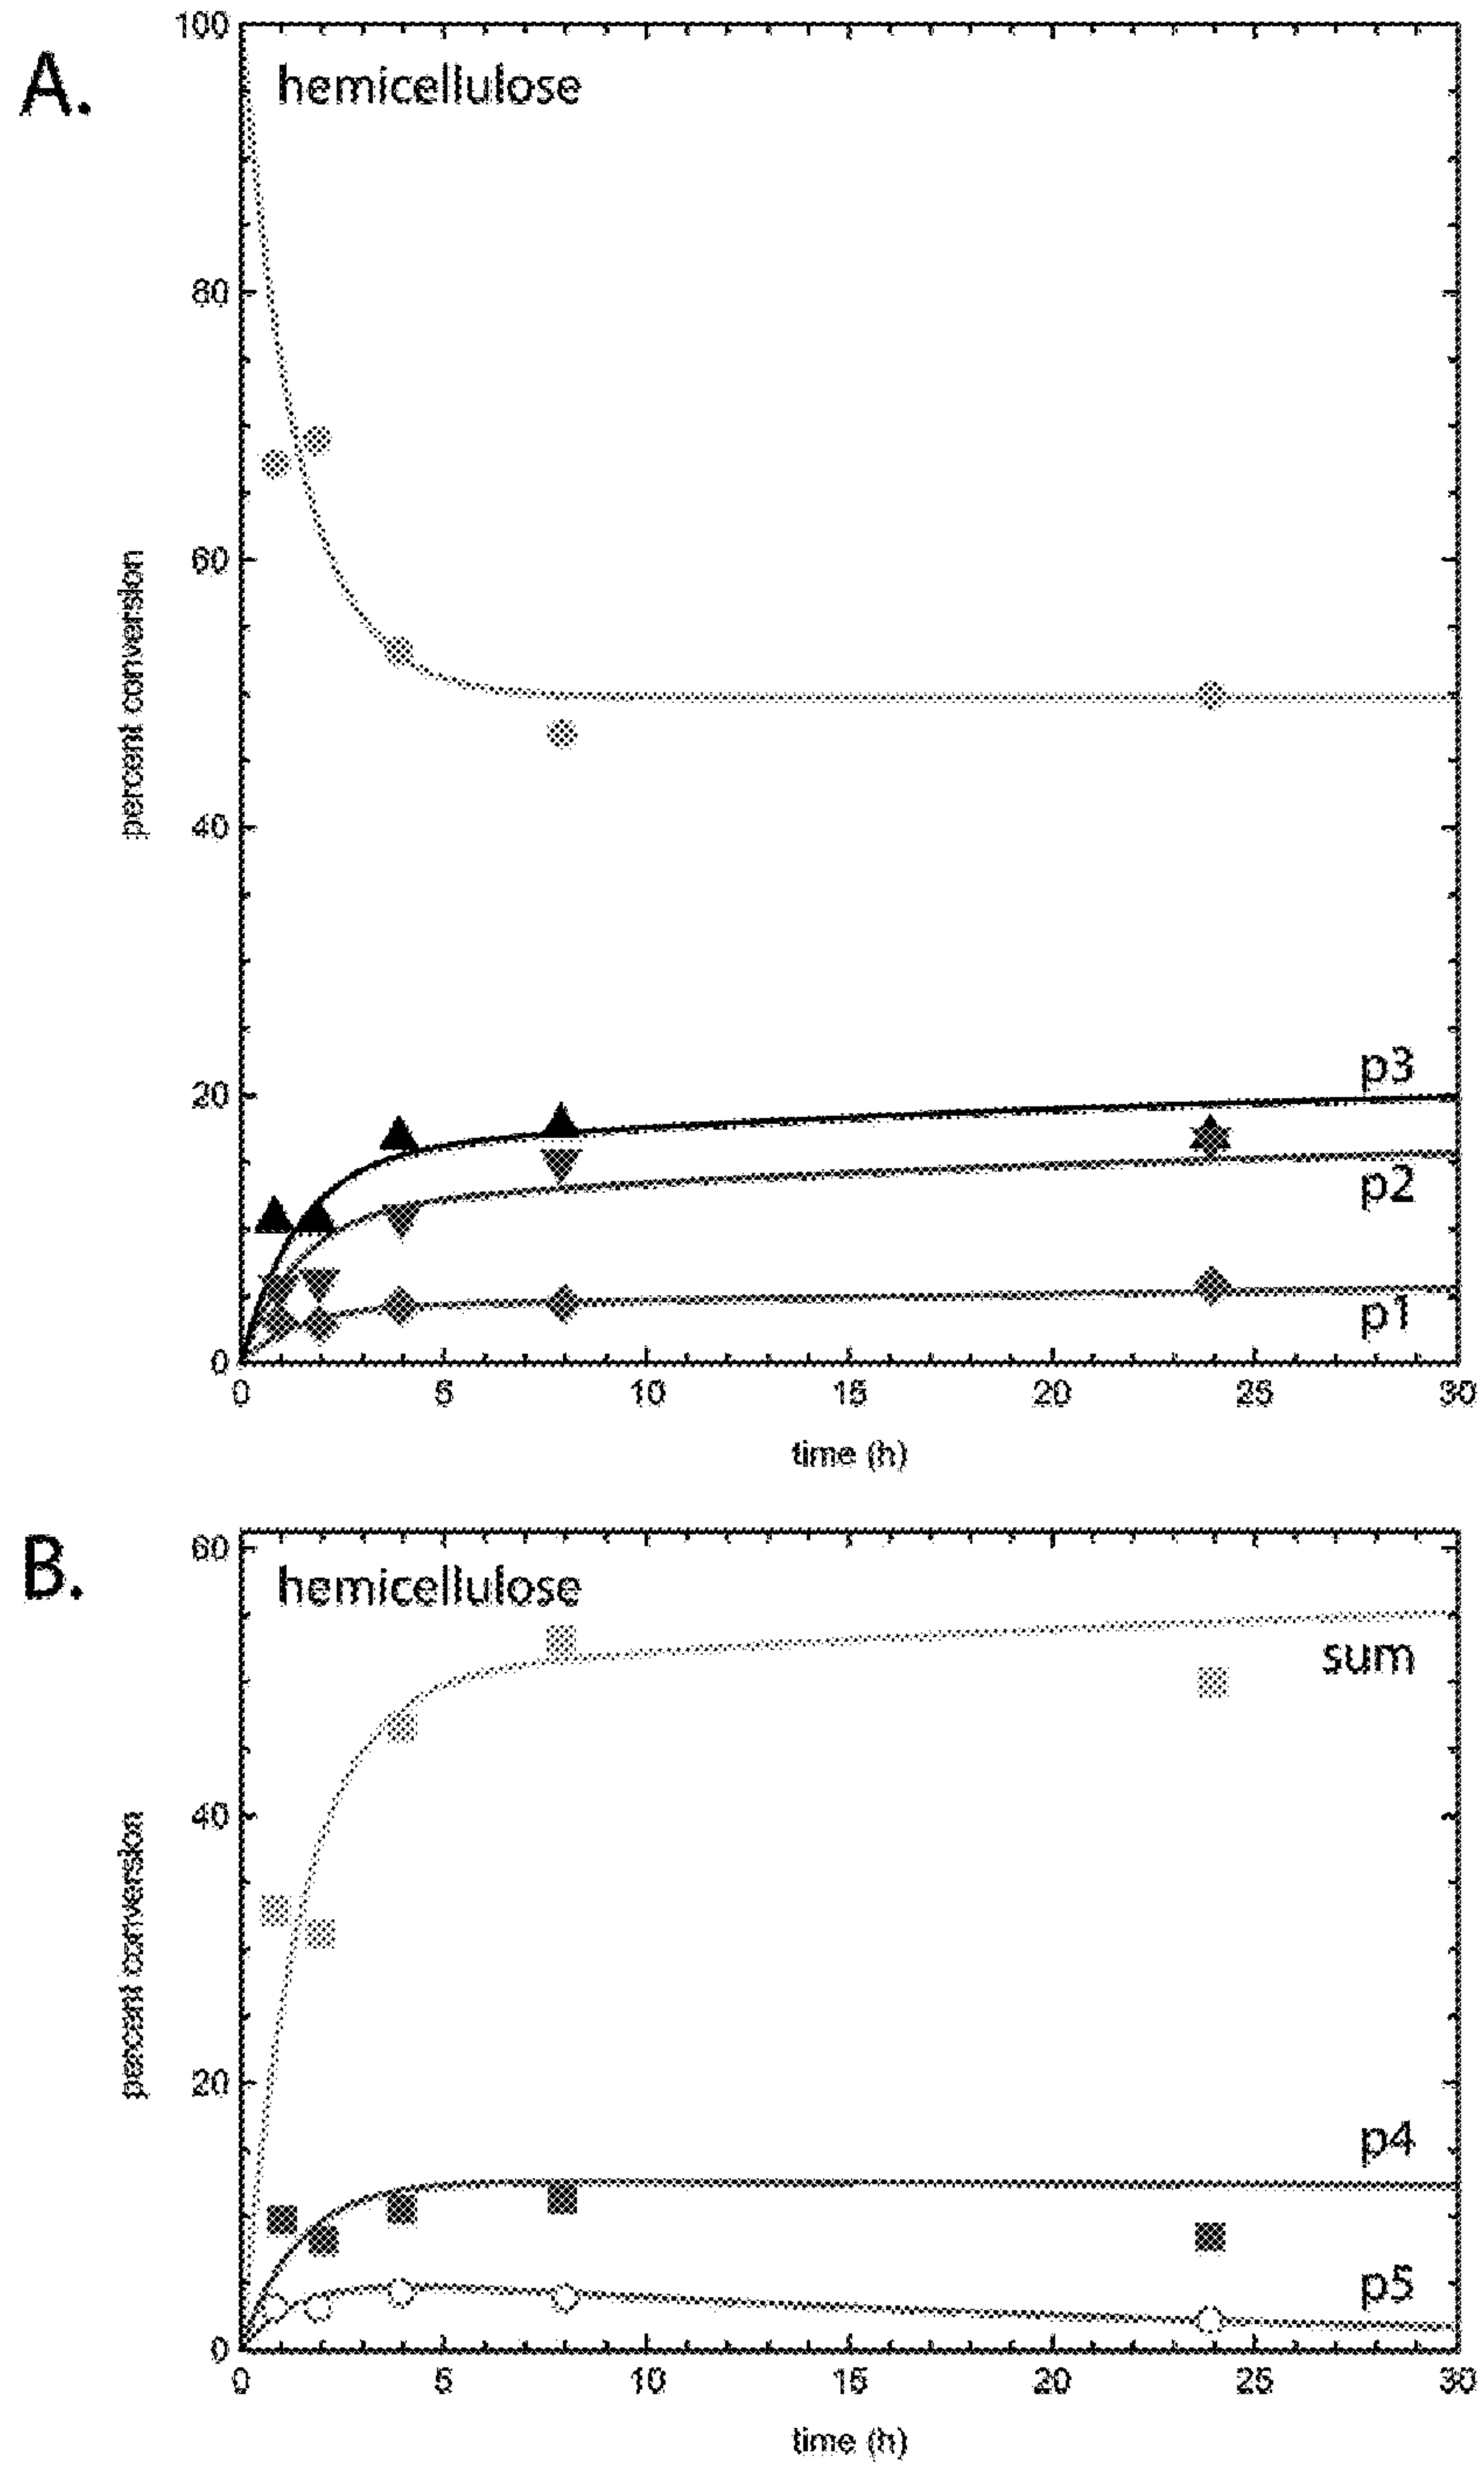 A.
hemicellulose
100
80
60
40
20
0
percent conversion
p3
p2
p1
0 5 10 15 20 25 30
time (h)
B.
hemicellulose
60
40
20
0
percent conversion
sum
p4
p5
0 5 10 15 20 25 30
time (h)